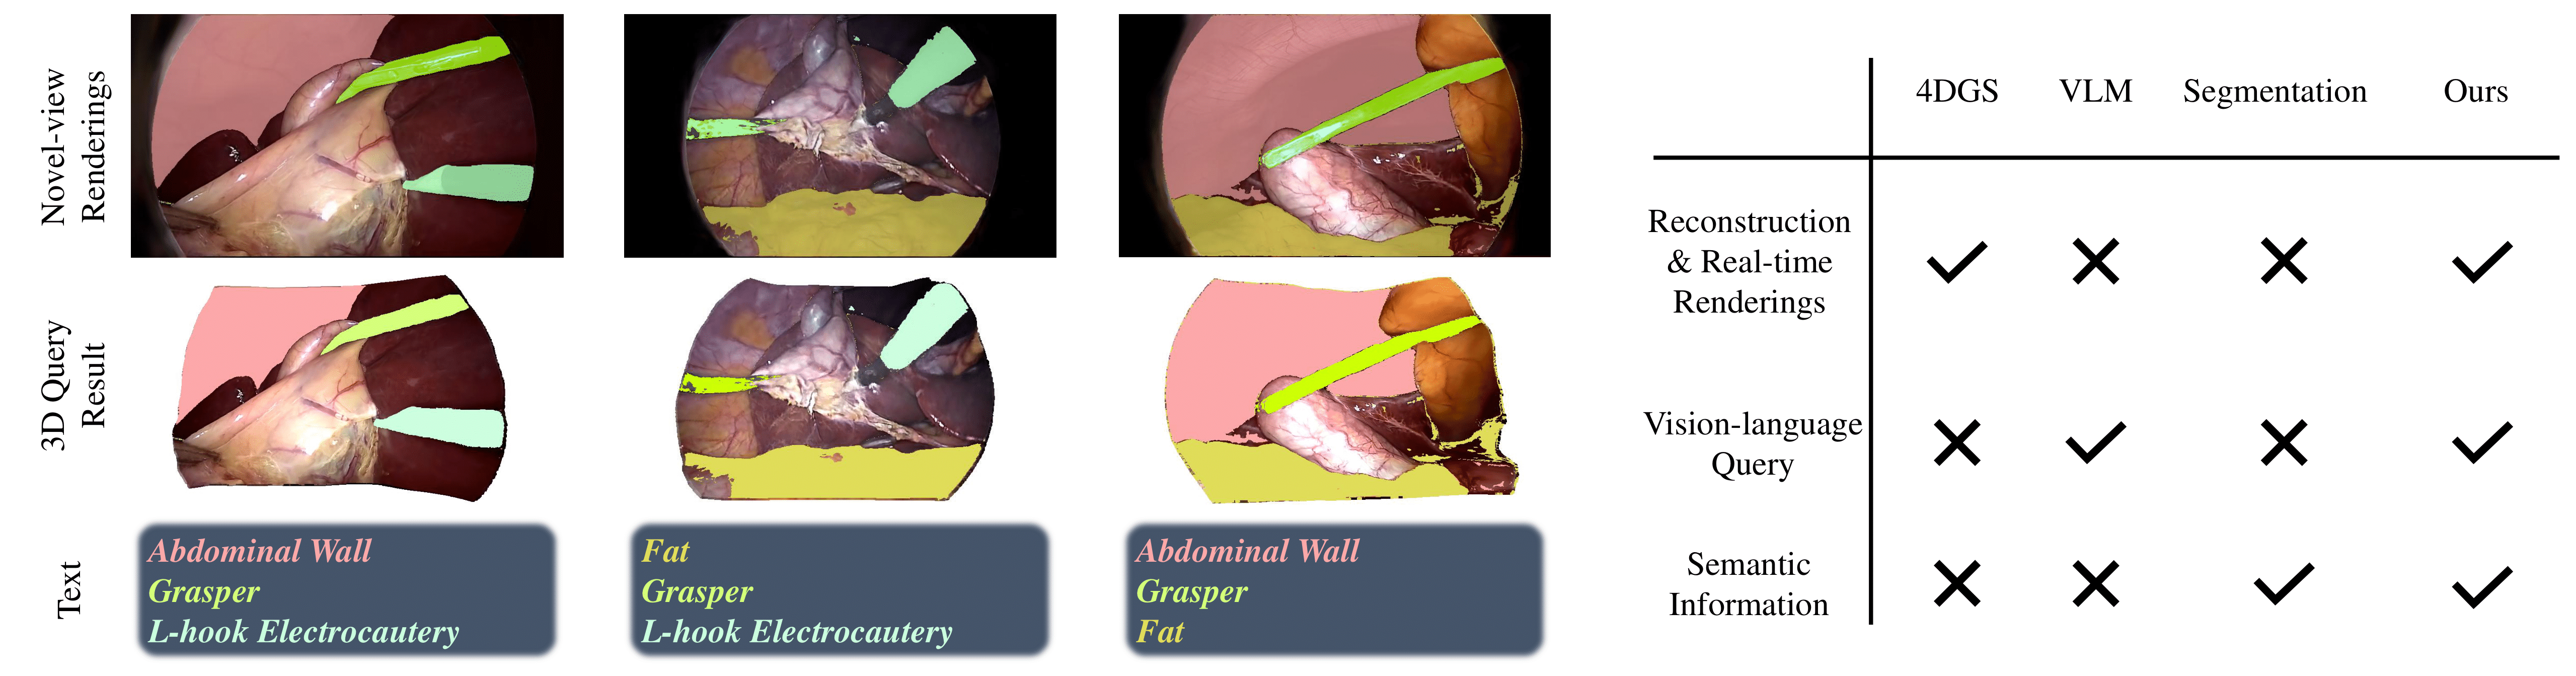 Novel-view
Renderings
3D Query
Result
Text
Abdominal Wall
Grasper
L-hook Electrocautery
Fat
Grasper
L-hook Electrocautery
Abdominal Wall
Grasper
Fat
4DGS VLM Segmentation Ours
Reconstruction
& Real-time
Renderings
Vision-language
Query
Semantic
Information